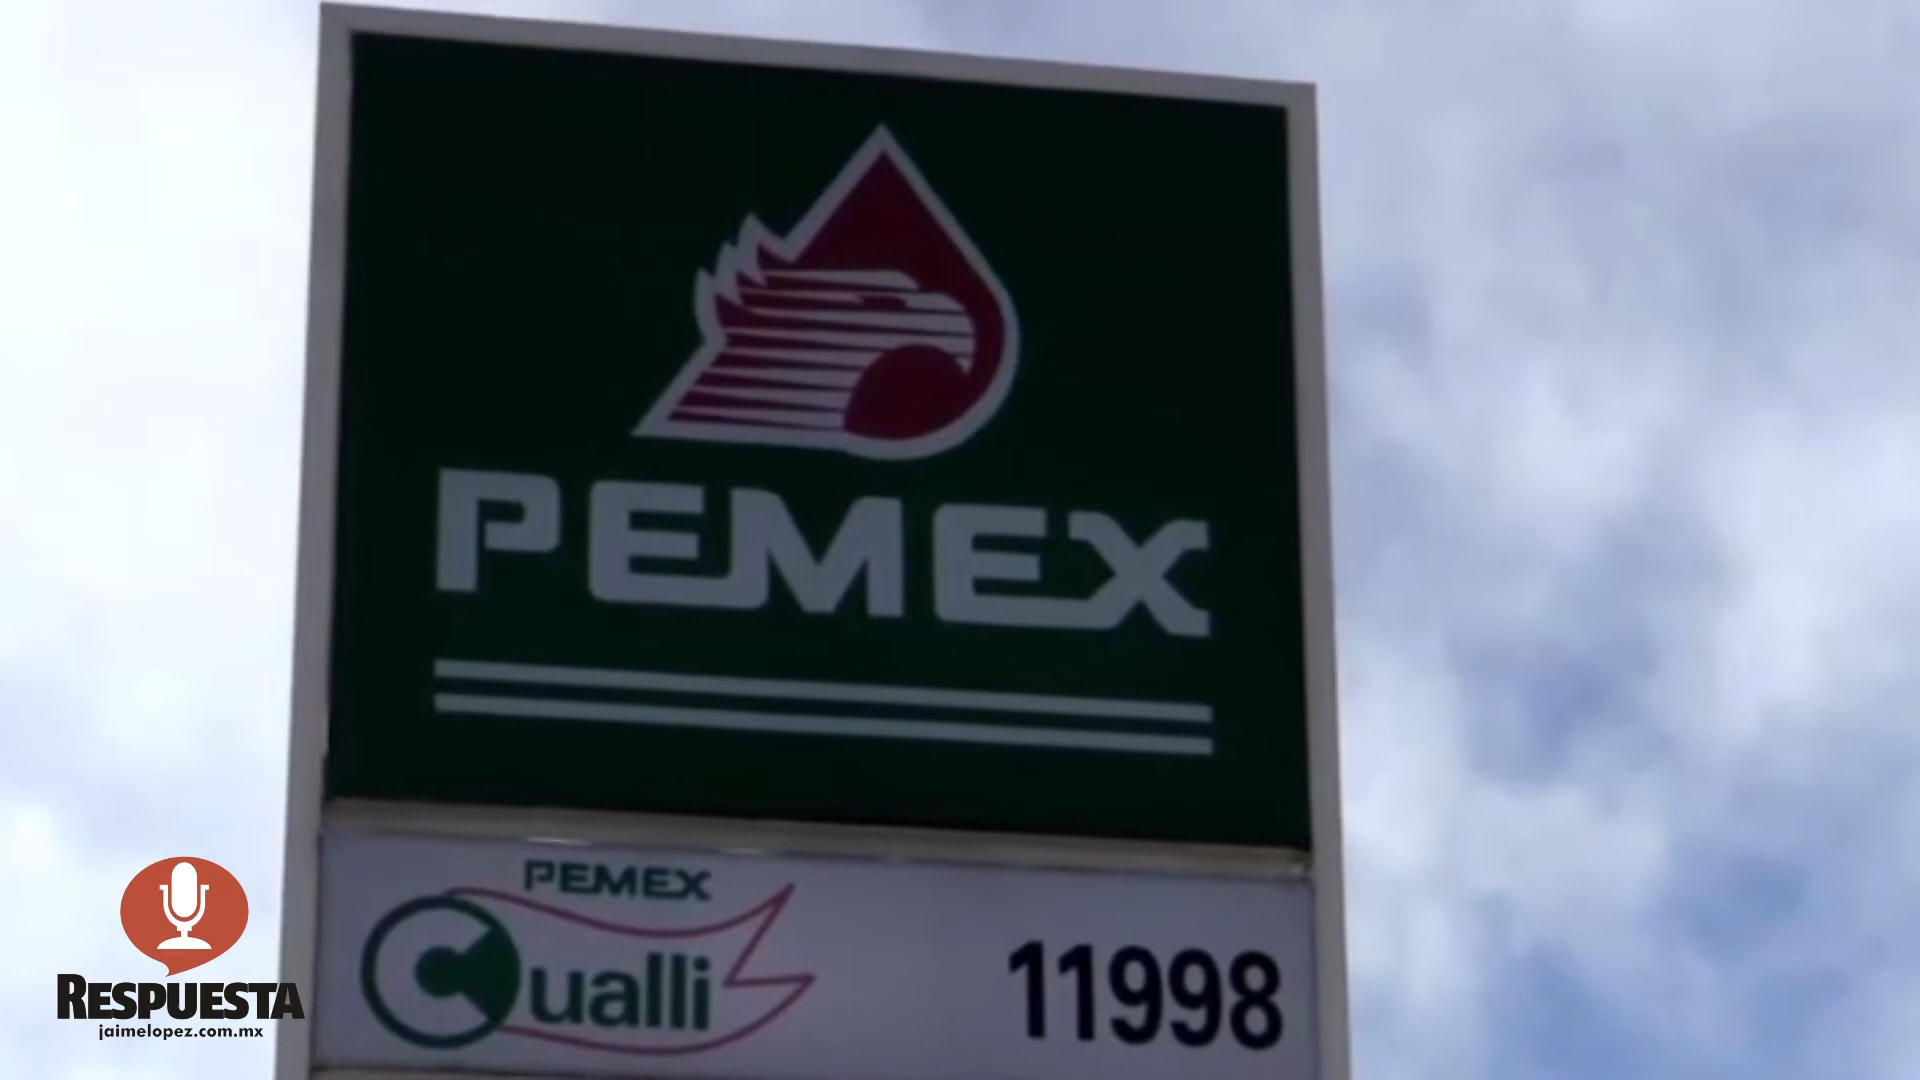 PEMEX
PEMEX
Cualli
11998
RESPUESTA
jaimelopez.com.mx